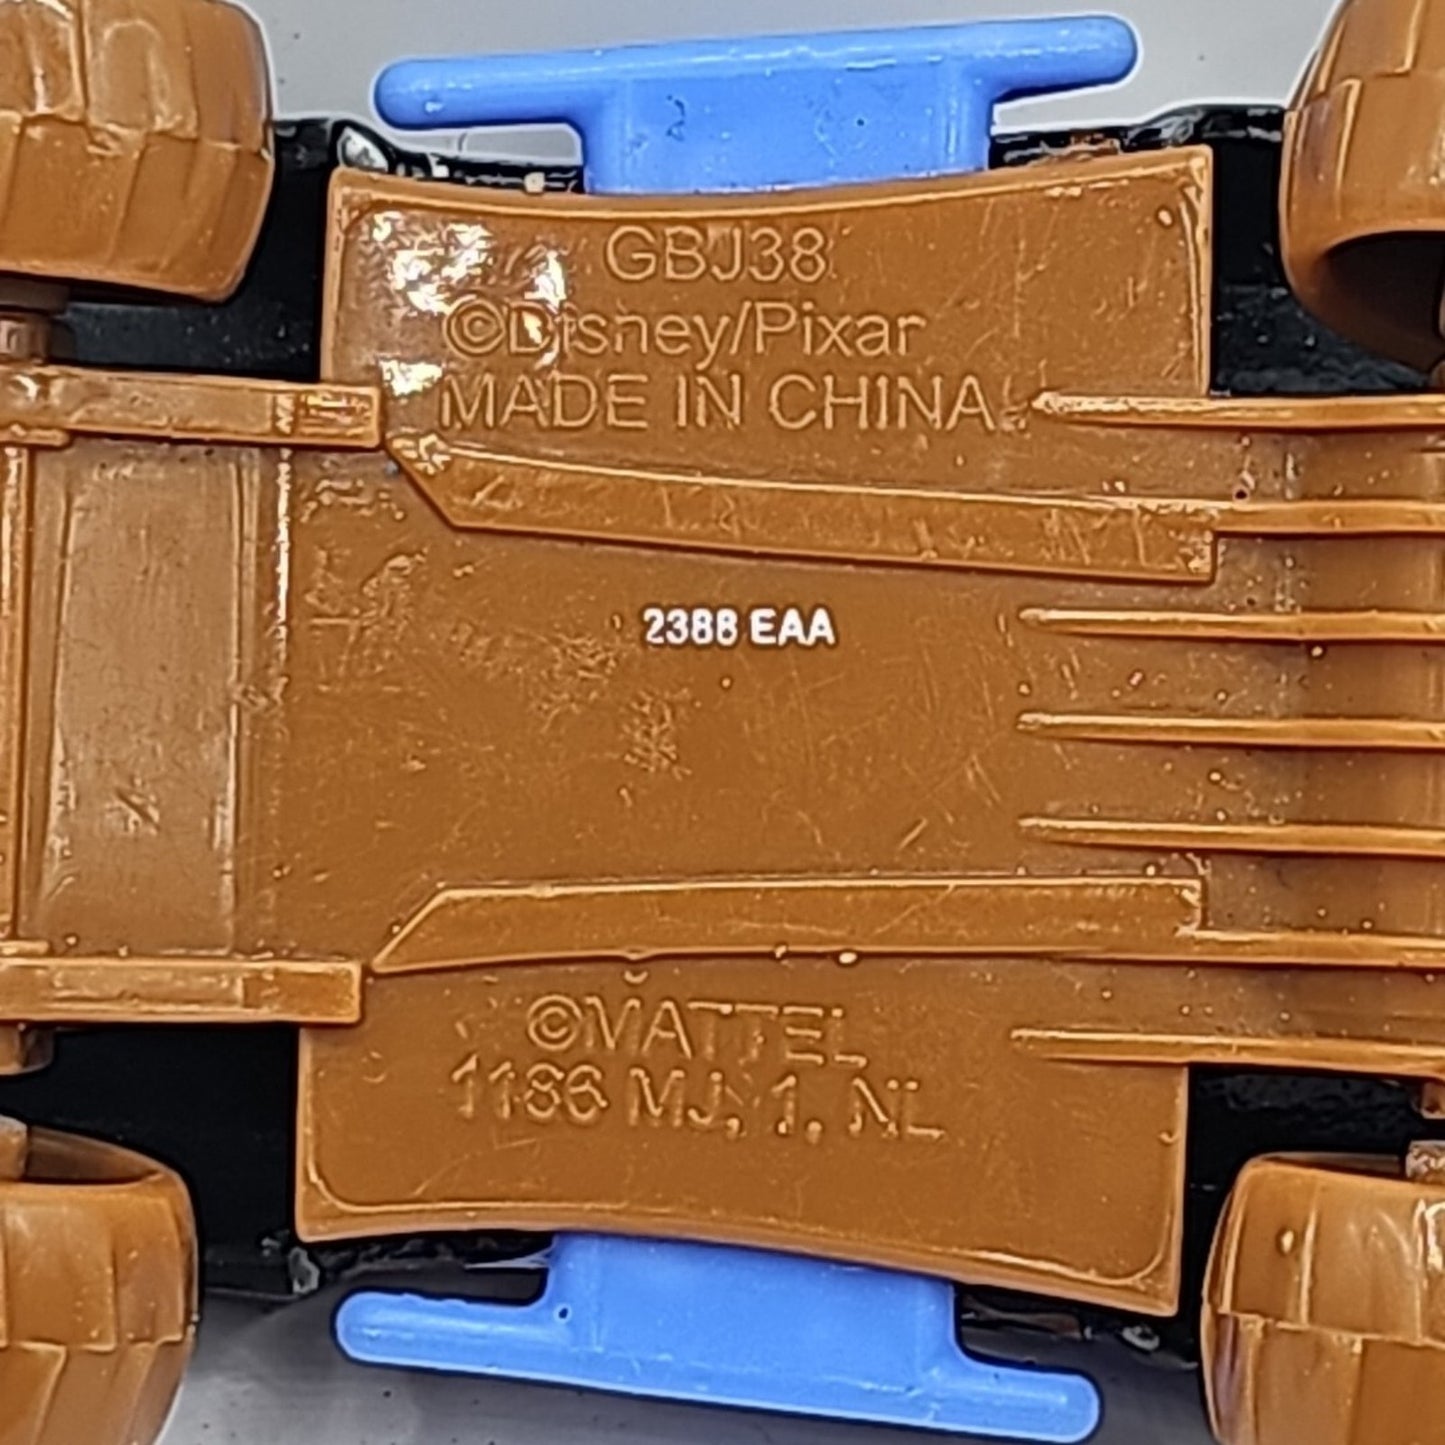 GBJ38
©Disney/Pixar
MADE IN CHINA
2388 EAA
©MATTEL
1186 MJ, 1, NL